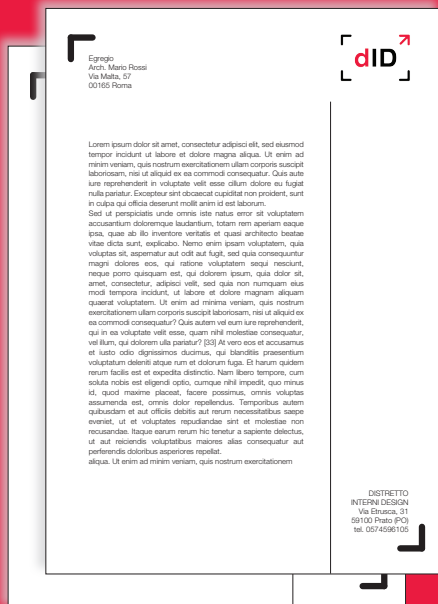 dID
Egregio
Arch. Mario Rossi
Via Malta, 57
00165 Roma
Lorem ipsum dolor sit amet, consectetur adipisci elit, sed eiusmod
tempor incidunt ut labore et dolore magna aliqua. Ut enim ad
minim veniam, quis nostrum exercitationem ullam corporis suscipit
laboriosam, nisi ut aliquid ex ea commodi consequatur. Quis aute
iure reprehenderit in voluptate velit esse cillum dolore eu fugiat
nulla pariatur. Excepteur sint obcaecat cupiditat non proident, sunt
in culpa qui officia deserunt mollit anim id est laborum.
Sed ut perspiciatis unde omnis iste natus error sit voluptatem
accusantium doloremque laudantium, totam rem aperiam eaque
ipsa, quae ab illo inventore veritatis et quasi architecto beatae
vitae dicta sunt, explicabo. Nemo enim ipsam voluptatem, quia
voluptas sit, aspernatur aut odit aut fugit, sed quia consequuntur
magni dolores eos, qui ratione voluptatem sequi nesciunt,
neque porro quisquam est, qui dolorem ipsum, quia dolor sit,
amet, consectetur, adipisci velit, sed quia non numquam eius
modi tempora incidunt, ut labore et dolore magnam aliquam
quaerat voluptatem. Ut enim ad minima veniam, quis nostrum
exercitationem ullam corporis suscipit laboriosam, nisi ut aliquid ex
ea commodi consequatur? Quis autem vel eum iure reprehenderit,
qui in ea voluptate velit esse, quam nihil molestiae consequatur,
vel illum, qui dolorem ulla pariatur? [33] At vero eos et accusamus
et iusto odio dignissimos ducimus, qui blanditiis praesentium
voluptatum deleniti atque rum et dolorum fuga. Et harum quidem
rerum facilis est et expedita distinctio. Nam libero tempore, cum
soluta nobis est eligendi optio, cumque nihil impedit, quo minus
id, quod maxime placeat, facere possimus, omnis voluptas
assumenda est, omnis dolor repellendus. Temporibus autem
quibusdam et aut officiis debitis aut rerum necessitatibus saepe
eveniet, ut et voluptates repudiandae sint et molestiae non
recusandae. Itaque earum rerum hic tenetur a sapiente delectus,
ut aut reiciendis voluptatibus maiores alias consequatur aut
perferendis doloribus asperiores repellat.
aliqua. Ut enim ad minim veniam, quis nostrum exercitationem
DISTRETTO
INTERNI DESIGN
Via Etrusca, 31
59100 Prato (PO)
tel. 0574596105